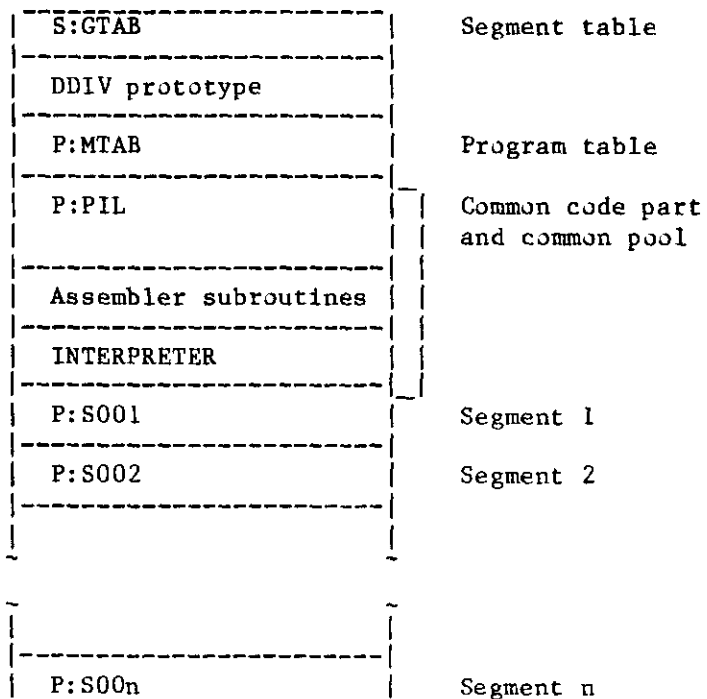 S:GTAB Segment table
DDIV prototype
P:MTAB Program table
P:PIL Common code part
and common pool
Assembler subroutines
INTERPRETER
P:S001 Segment 1
P:S002 Segment 2
P:S00n Segment n